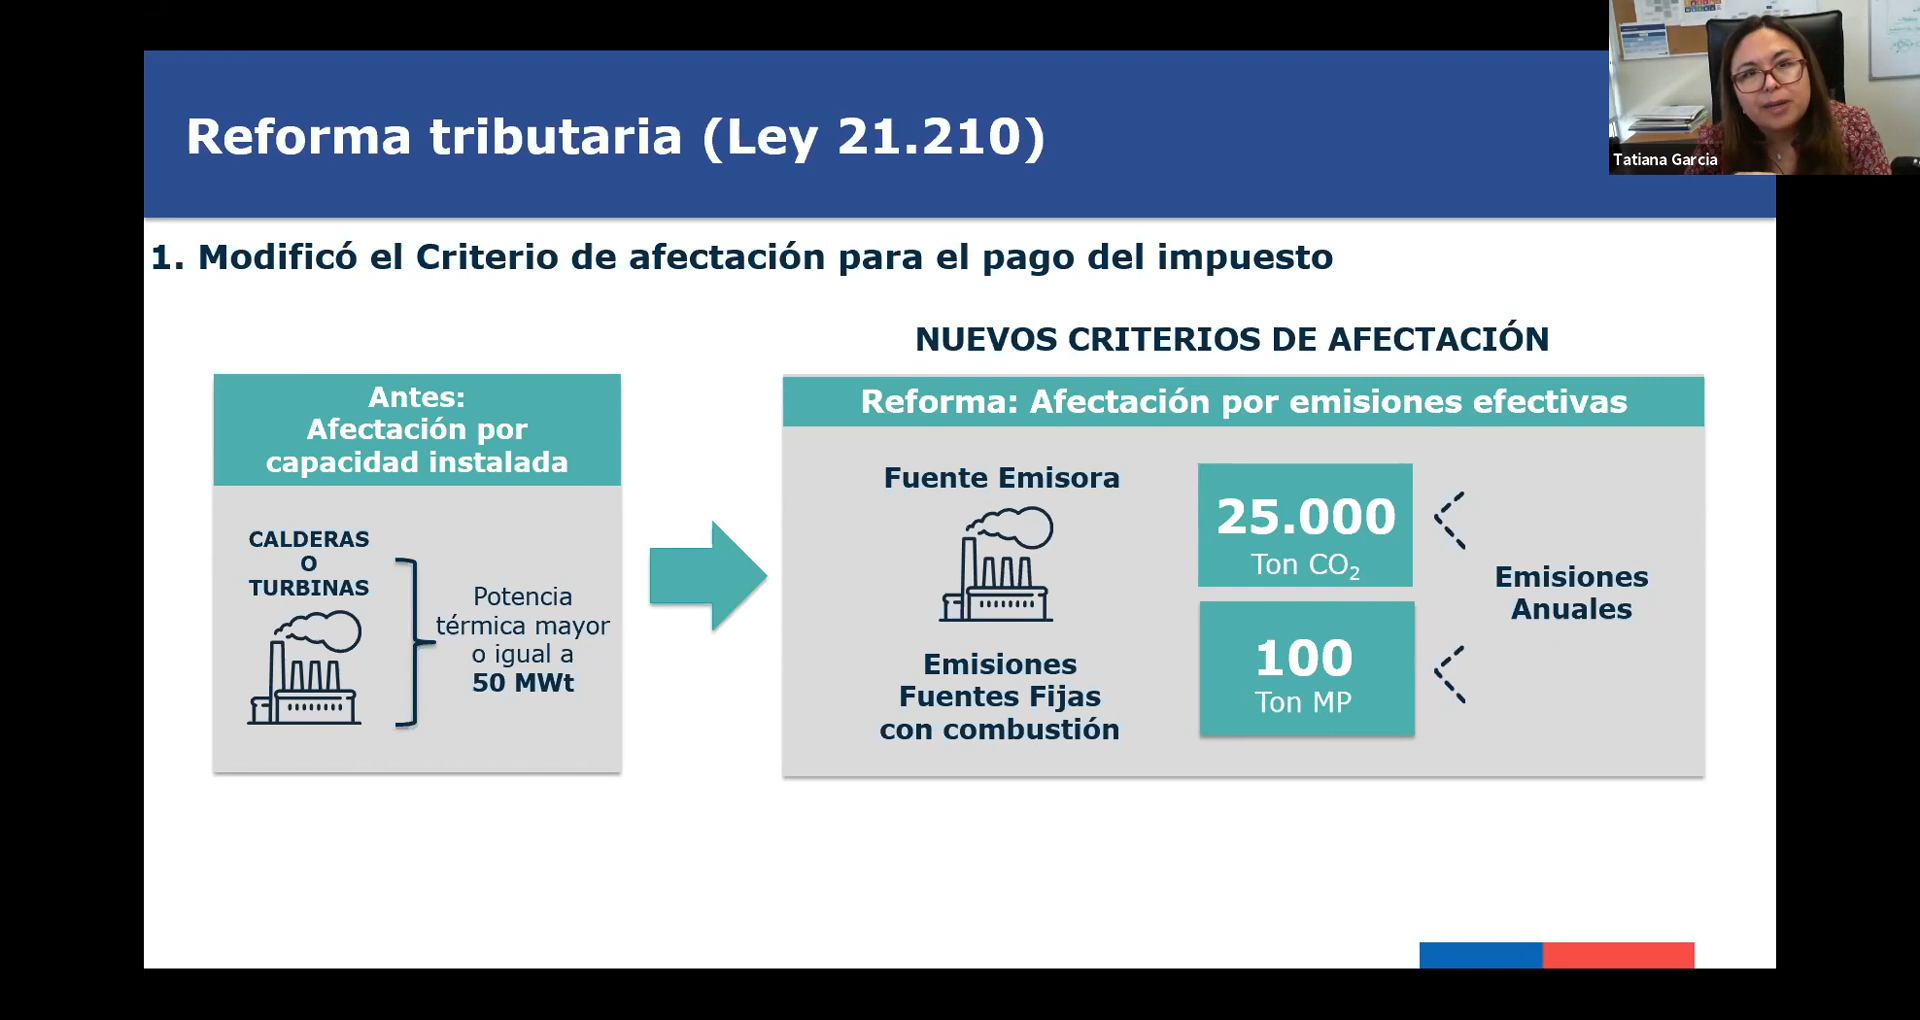 Reforma tributaria (Ley 21.210)
Tatiana Garcia
1. Modificó el Criterio de afectación para el pago del impuesto
NUEVOS CRITERIOS DE AFECTACIÓN
Antes:
Afectación por
capacidad instalada
CALDERAS
O
TURBINAS
Potencia
térmica mayor
o igual a
50 MWt
Reforma: Afectación por emisiones efectivas
Fuente Emisora
Emisiones
Fuentes Fijas
con combustión
25.000
Ton CO₂
100
Ton MP
Emisiones
Anuales